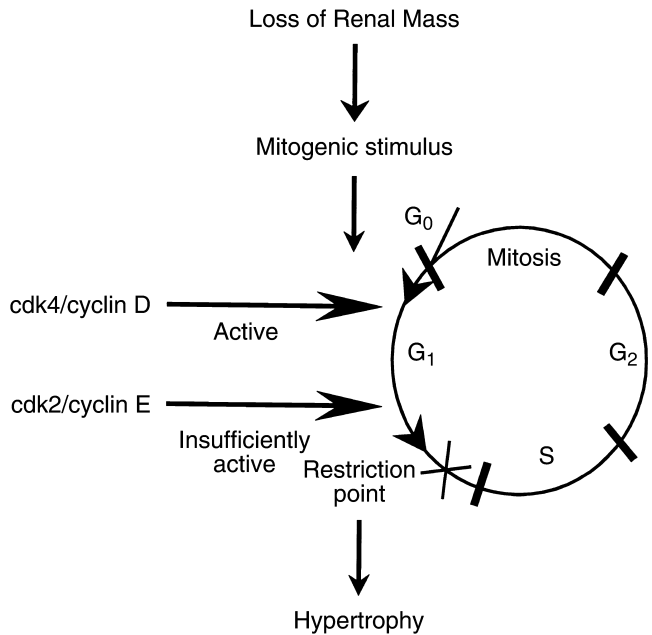 Loss of Renal Mass
Mitogenic stimulus
G₀
Mitosis
cdk4/cyclin D
Active
G₁
G₂
cdk2/cyclin E
Insufficiently
active
S
Restriction
point
Hypertrophy